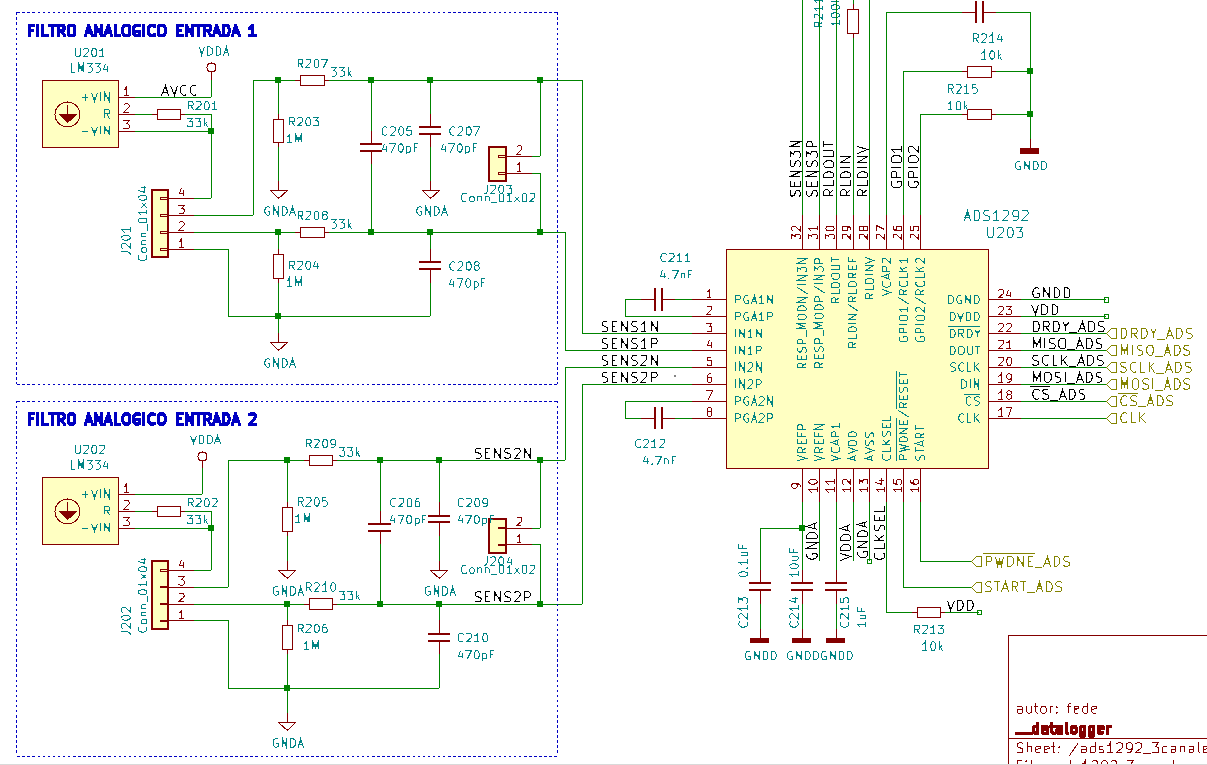 FILTRO ANALOGICO ENTRADA 1
U201
LM334
VDDA
+VIN
R
-VIN
1
2
3
AVCC
R201
33k
J201
Conn_01x04
4
3
2
1
R207
33k
R203
1M
GNDA
R208
33k
R204
1M
GNDA
C205
470pF
C207
470pF
GNDA
C208
470pF
J203
Conn_01x02
2
1
FILTRO ANALOGICO ENTRADA 2
U202
LM334
VDDA
+VIN
R
-VIN
1
2
3
R202
33k
J202
Conn_01x04
4
3
2
1
R209
33k
R205
1M
GNDA
R210
33k
R206
1M
GNDA
C206
470pF
C209
470pF
GNDA
C210
470pF
SENS2N
SENS2P
J204
Conn_01x02
2
1
SENS1N
SENS1P
SENS2N
SENS2P
C211
4.7nF
C212
4.7nF
R211
100k
R214
10k
R215
10k
GNDD
SENS3N
SENS3P
RLDOUT
RLDIN
RLDINV
GPIO1
GPIO2
ADS1292
U203
32
31
30
29
28
27
26
25
RESP_MODN/IN3N
RESP_MODP/IN3P
RLDOUT
RLDIN/RLDREF
RLDINV
VCAP2
GPIO1/RCLK1
GPIO2/RCLK2
1
2
3
4
5
6
7
8
PGA1N
PGA1P
IN1N
IN1P
IN2N
IN2P
PGA2N
PGA2P
DGND
DVDD
DRDY
DOUT
SCLK
DIN
CS
CLK
24
23
22
21
20
19
18
17
GNDD
VDD
DRDY_ADS
MISO_ADS
SCLK_ADS
MOSI_ADS
CS_ADS
DRDY_ADS
MISO_ADS
SCLK_ADS
MOSI_ADS
CS_ADS
CLK
VREFP
VREFN
VCAP1
AVDD
AVSS
CLKSEL
PWDNE/RESET
START
9
10
11
12
13
14
15
16
GNDA
VDDA
GNDA
CLKSEL
PWDNE_ADS
START_ADS
C213
0.1uF
C214
10uF
C215
1uF
GNDD
GNDD
GNDD
VDD
R213
10k
autor: fede
__datalogger
Sheet: /ads1292_3canale